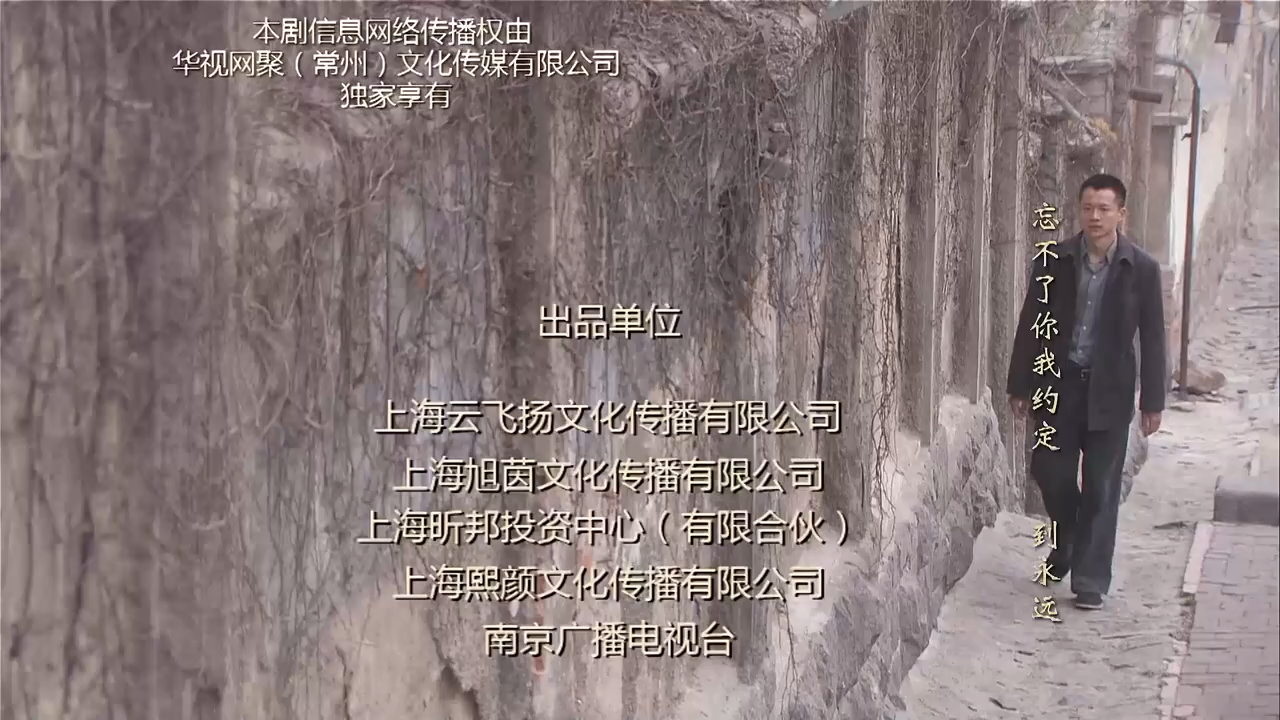 本剧信息网络传播权由
华视网聚（常州）文化传媒有限公司
独家享有
出品单位
上海云飞扬文化传播有限公司
上海旭茵文化传播有限公司
上海昕邦投资中心（有限合伙）
上海熙颜文化传播有限公司
南京广播电视台
忘不了你我约定 到永远